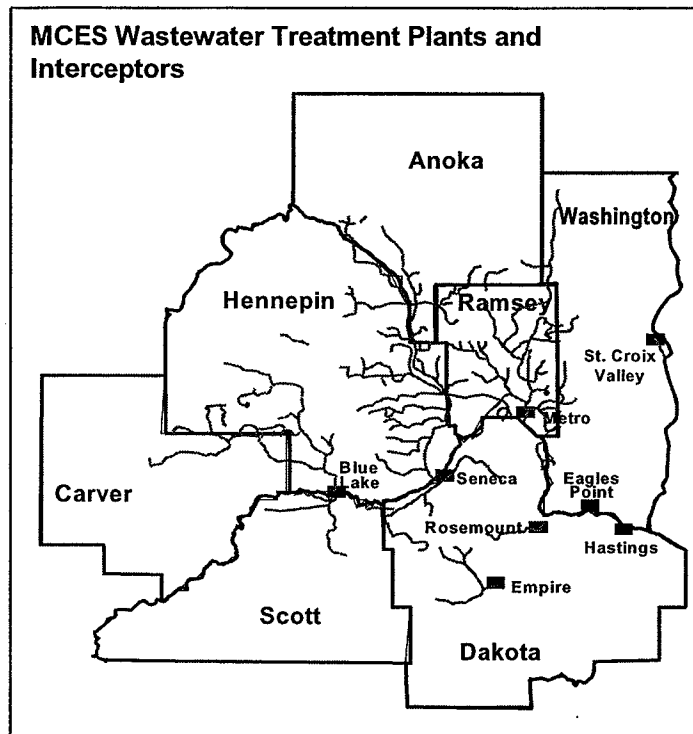 MCES Wastewater Treatment Plants and
Interceptors
Anoka
Washington
Hennepin
Ramsey
St. Croix
Valley
Metro
Carver
Blue
Lake
Seneca
Eagles
Point
Rosemount
Hastings
Empire
Scott
Dakota